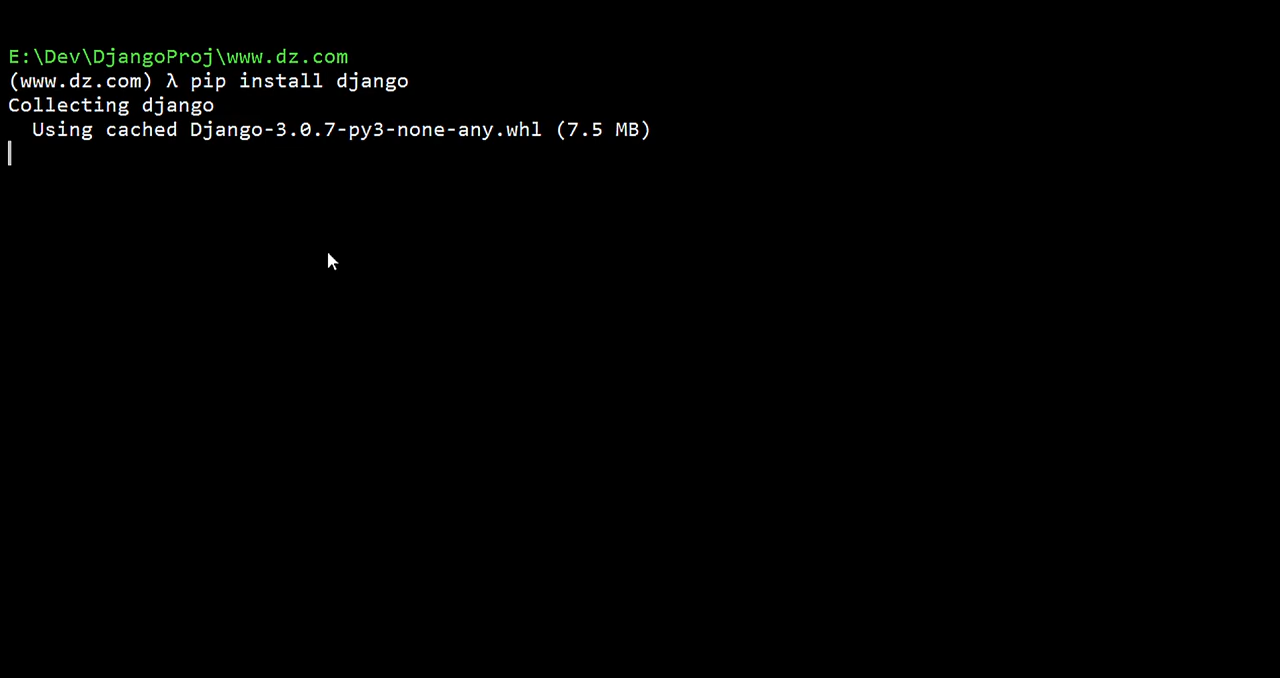 E:\Dev\DjangoProj\www.dz.com
(www.dz.com) λ pip install django
Collecting django
  Using cached Django-3.0.7-py3-none-any.whl (7.5 MB)